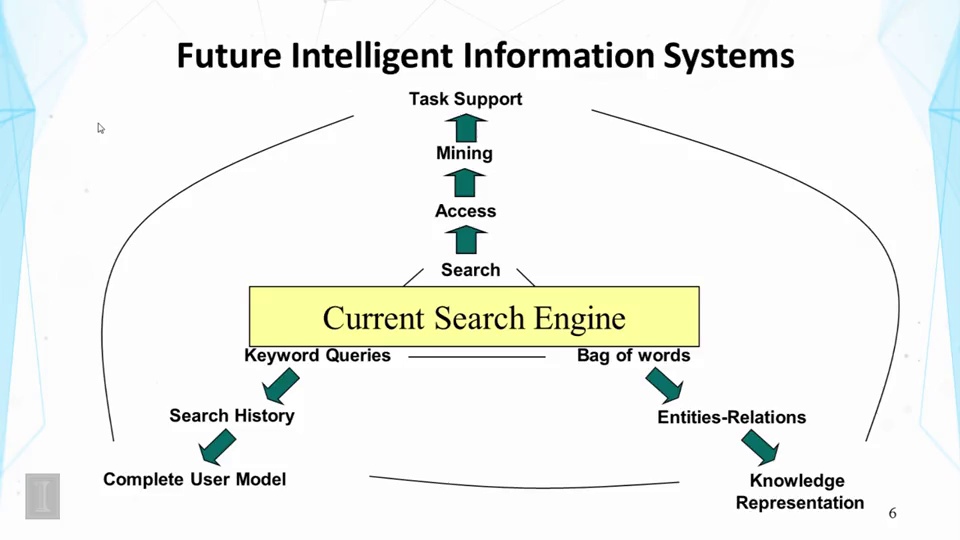 Future Intelligent Information Systems
Task Support
Mining
Access
Search
Current Search Engine
Keyword Queries
Bag of words
Search History
Entities-Relations
Complete User Model
Knowledge
Representation
I
6